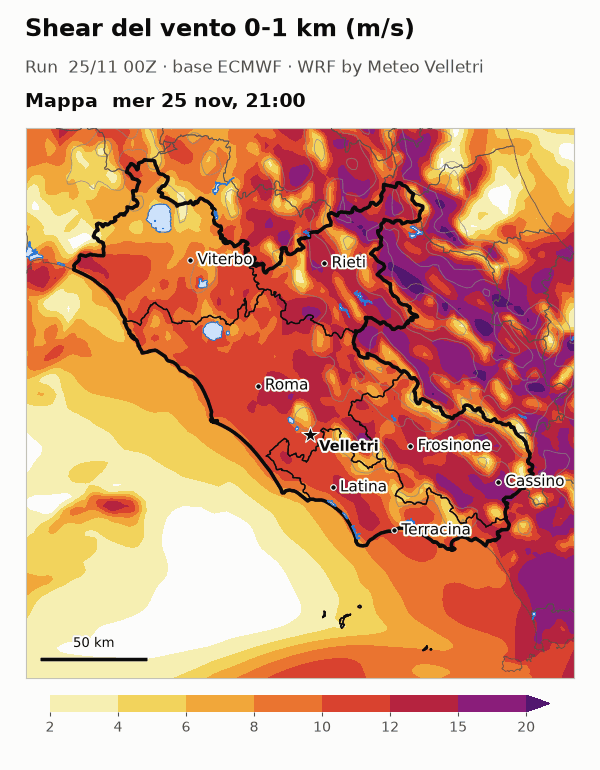 Shear del vento 0-1 km (m/s)
Run  25/11 00Z · base ECMWF · WRF by Meteo Velletri
Mappa  mer 25 nov, 21:00
Viterbo
Rieti
Roma
Velletri
Frosinone
Latina
Cassino
Terracina
50 km
2 4 6 8 10 12 15 20